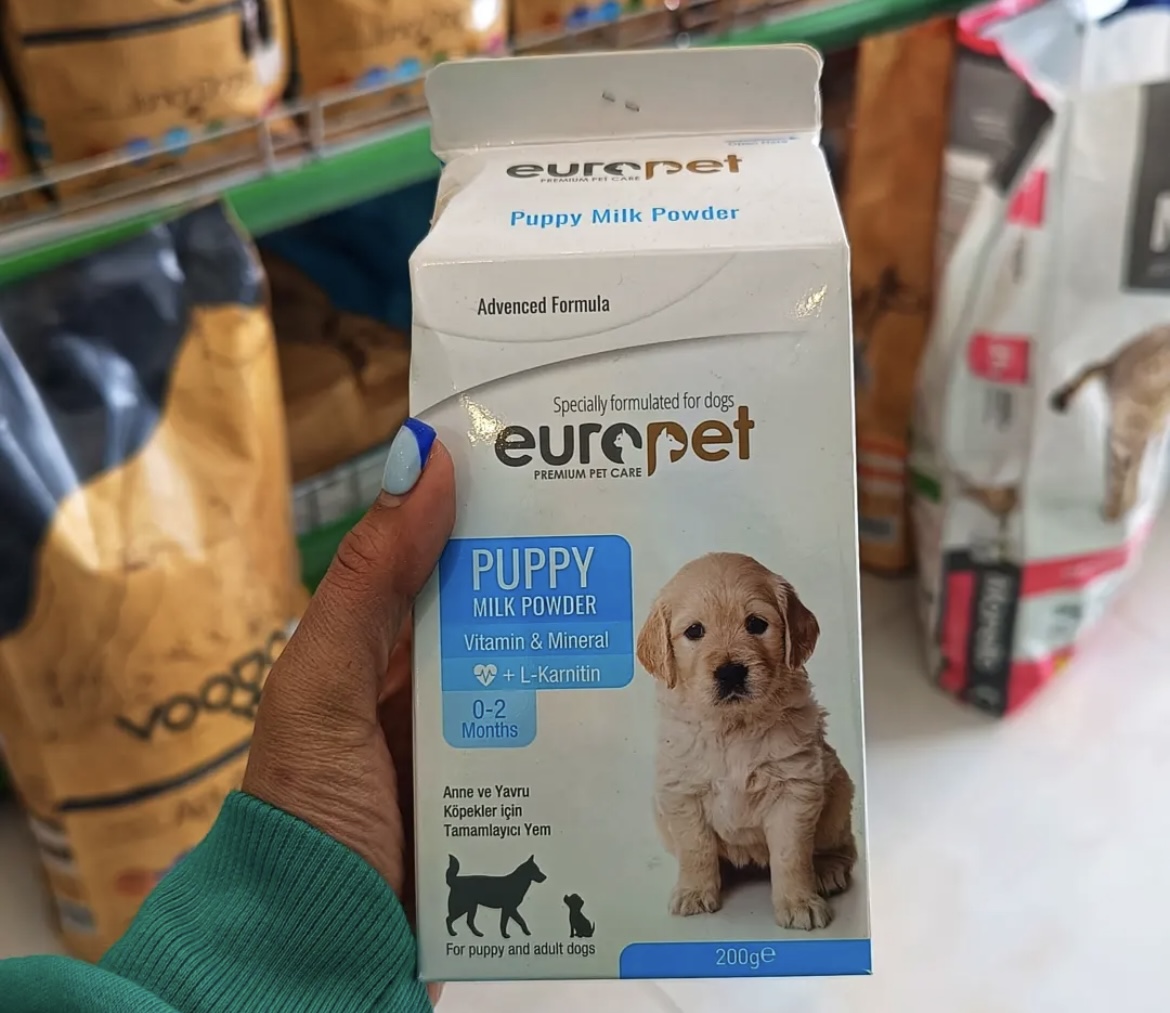 europet
PREMIUM PET CARE
Puppy Milk Powder
Advenced Formula
Specially formulated for dogs
europet
PREMIUM PET CARE
PUPPY
MILK POWDER
Vitamin & Mineral
+ L-Karnitin
0-2
Months
Anne ve Yavru
Köpekler için
Tamamlayıcı Yem
For puppy and adult dogs
200g℮